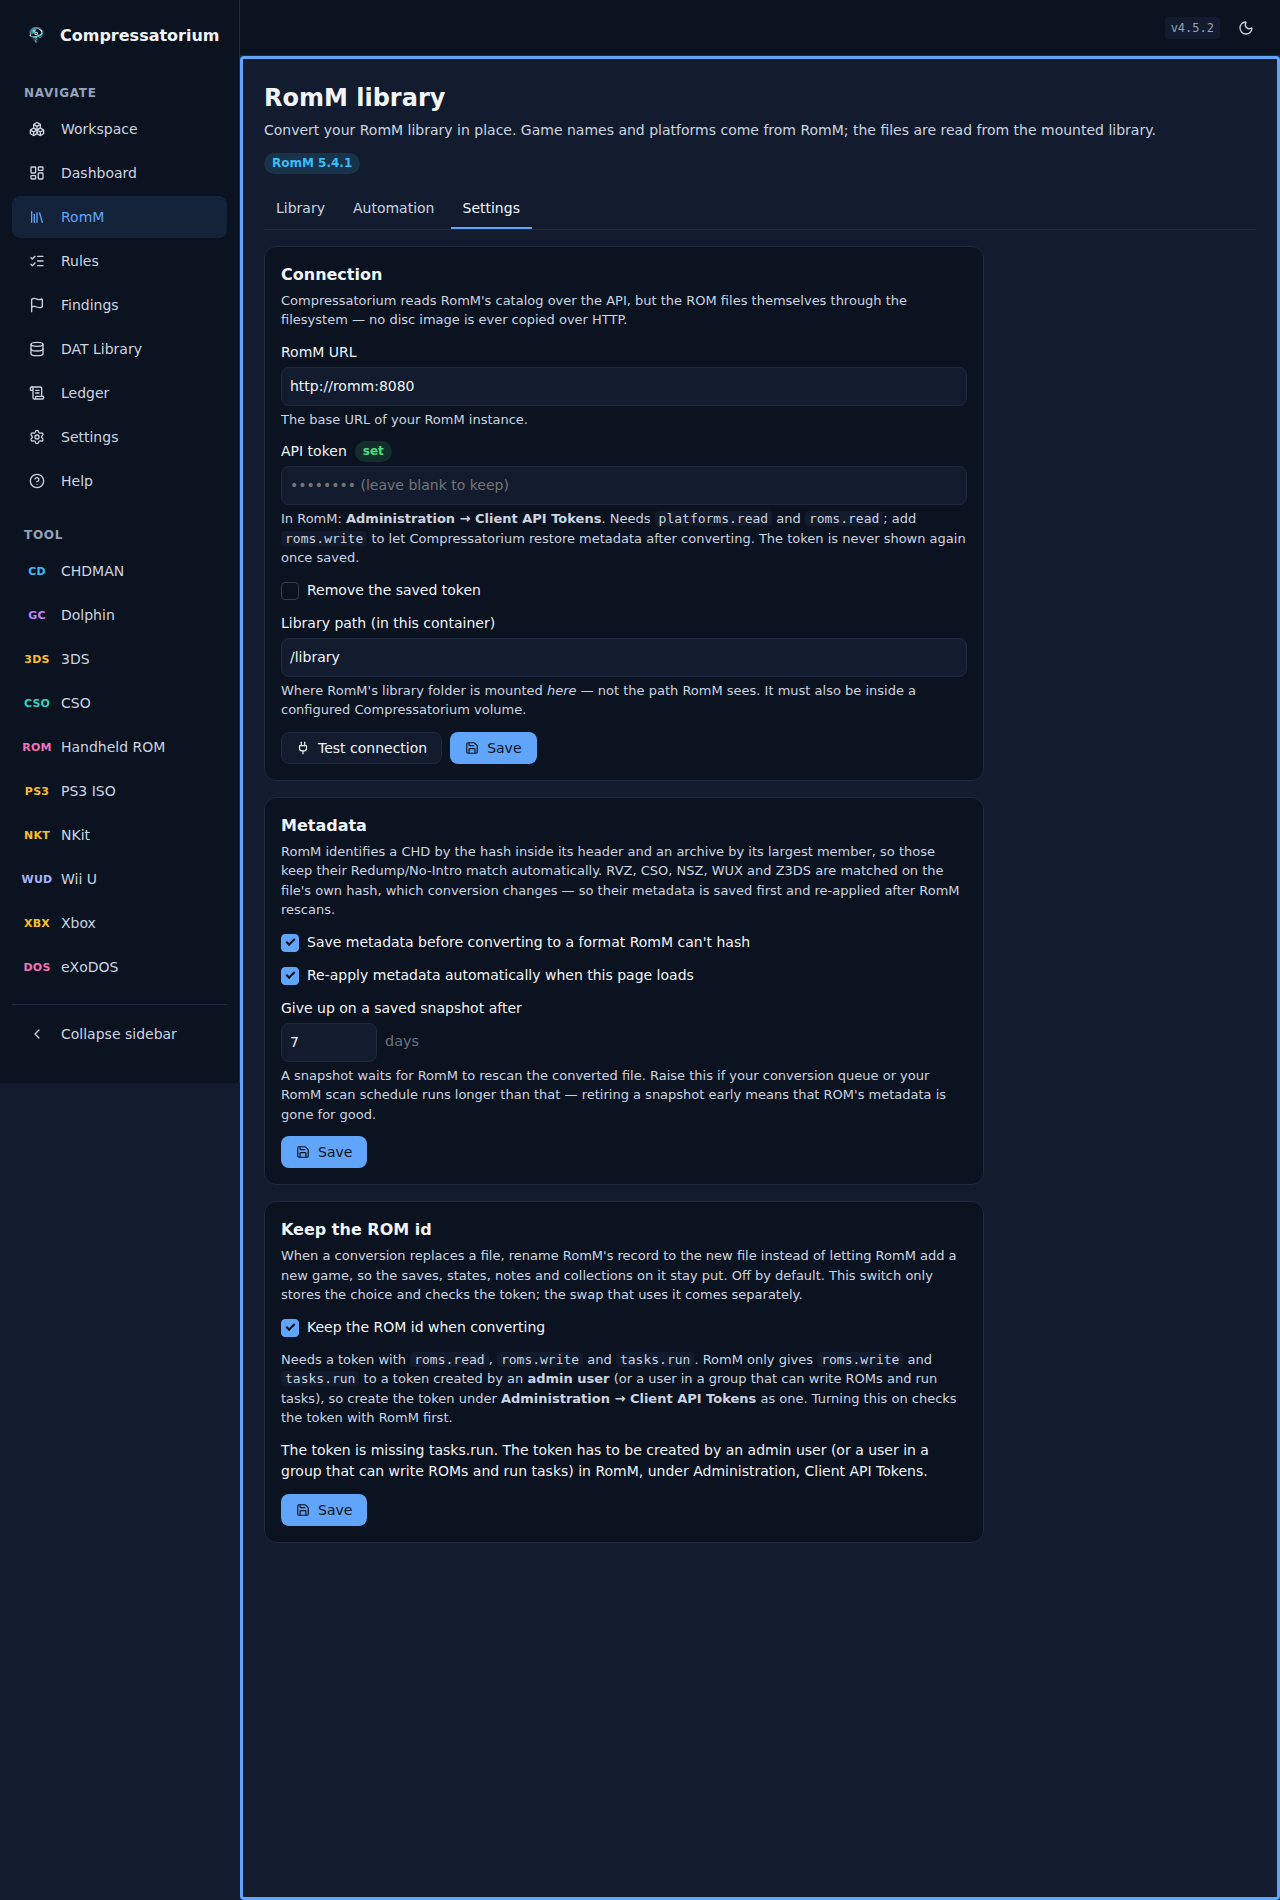 Compressatorium
v4.5.2
NAVIGATE
Workspace
Dashboard
RomM
Rules
Findings
DAT Library
Ledger
Settings
Help
TOOL
CD CHDMAN
GC Dolphin
3DS 3DS
CSO CSO
ROM Handheld ROM
PS3 PS3 ISO
NKT NKit
WUD Wii U
XBX Xbox
DOS eXoDOS
Collapse sidebar
RomM library
Convert your RomM library in place. Game names and platforms come from RomM; the files are read from the mounted library.
RomM 5.4.1
Library Automation Settings
Connection
Compressatorium reads RomM's catalog over the API, but the ROM files themselves through the
filesystem — no disc image is ever copied over HTTP.
RomM URL
http://romm:8080
The base URL of your RomM instance.
API token set
•••••••• (leave blank to keep)
In RomM: Administration → Client API Tokens. Needs platforms.read and roms.read; add
roms.write to let Compressatorium restore metadata after converting. The token is never shown again
once saved.
Remove the saved token
Library path (in this container)
/library
Where RomM's library folder is mounted here — not the path RomM sees. It must also be inside a
configured Compressatorium volume.
Test connection Save
Metadata
RomM identifies a CHD by the hash inside its header and an archive by its largest member, so those
keep their Redump/No-Intro match automatically. RVZ, CSO, NSZ, WUX and Z3DS are matched on the
file's own hash, which conversion changes — so their metadata is saved first and re-applied after RomM
rescans.
Save metadata before converting to a format RomM can't hash
Re-apply metadata automatically when this page loads
Give up on a saved snapshot after
7 days
A snapshot waits for RomM to rescan the converted file. Raise this if your conversion queue or your
RomM scan schedule runs longer than that — retiring a snapshot early means that ROM's metadata is
gone for good.
Save
Keep the ROM id
When a conversion replaces a file, rename RomM's record to the new file instead of letting RomM add a
new game, so the saves, states, notes and collections on it stay put. Off by default. This switch only
stores the choice and checks the token; the swap that uses it comes separately.
Keep the ROM id when converting
Needs a token with roms.read, roms.write and tasks.run. RomM only gives roms.write and
tasks.run to a token created by an admin user (or a user in a group that can write ROMs and run
tasks), so create the token under Administration → Client API Tokens as one. Turning this on checks
the token with RomM first.
The token is missing tasks.run. The token has to be created by an admin user (or a user in a
group that can write ROMs and run tasks) in RomM, under Administration, Client API Tokens.
Save